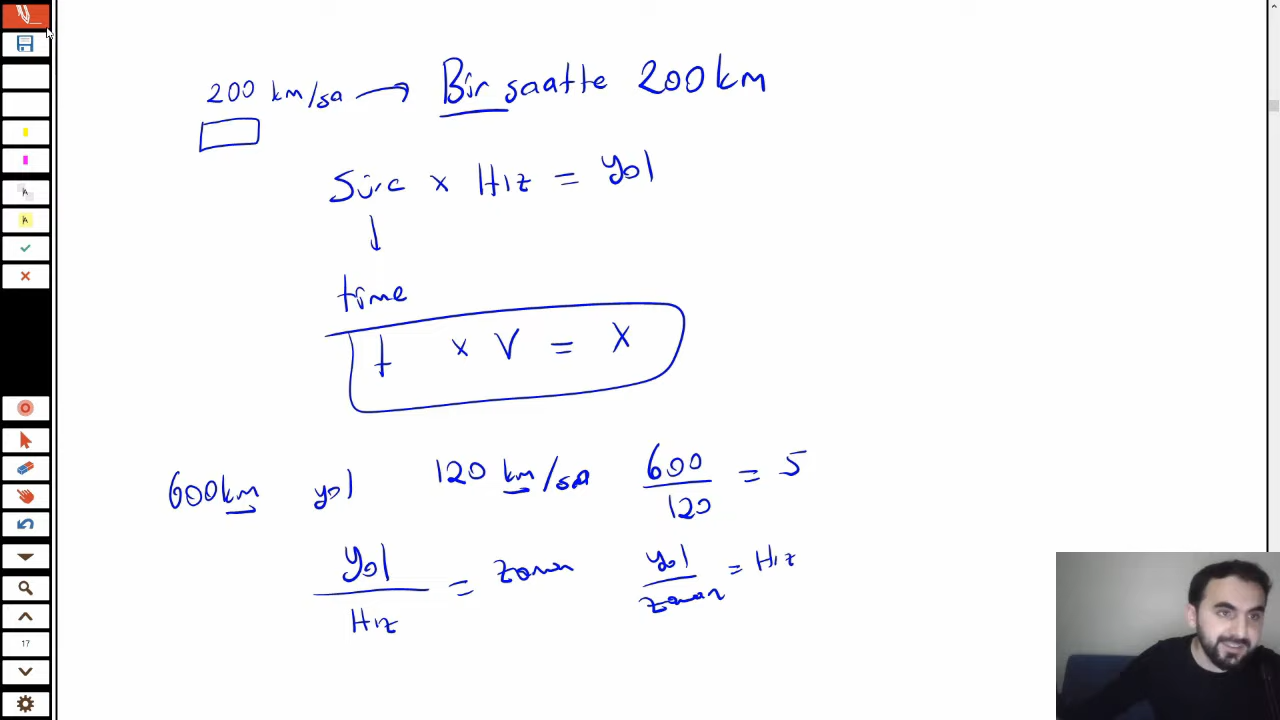 200 km/sa → Bir saatte 200 km
Süre x Hız = yol
↓
time
t x V = X
600km yol 120 km/sa 600/120 = 5
yol/Hız = zaman yol/zaman = Hız
17